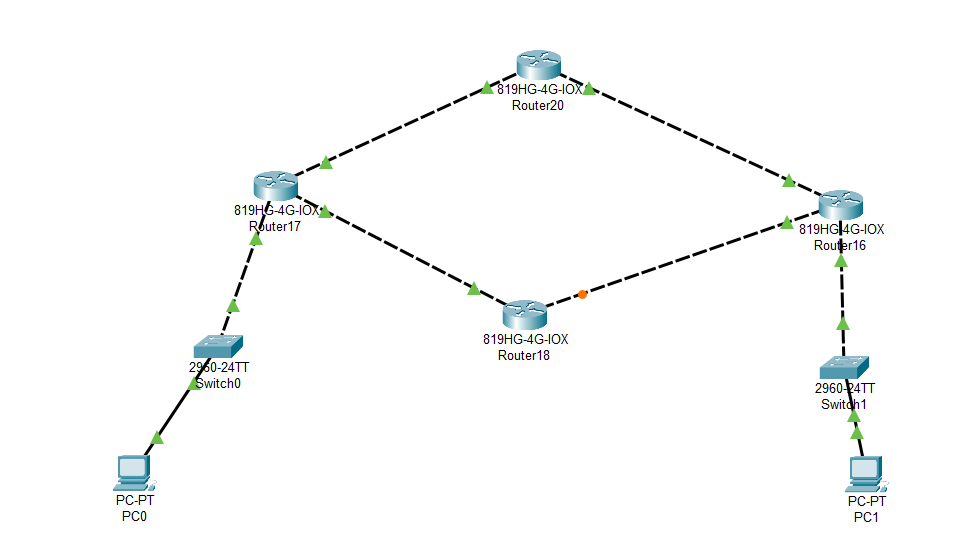 819HG-4G-IOX
Router20
819HG-4G-IOX
Router17
819HG-4G-IOX
Router16
819HG-4G-IOX
Router18
2960-24TT
Switch0
2960-24TT
Switch1
PC-PT
PC0
PC-PT
PC1